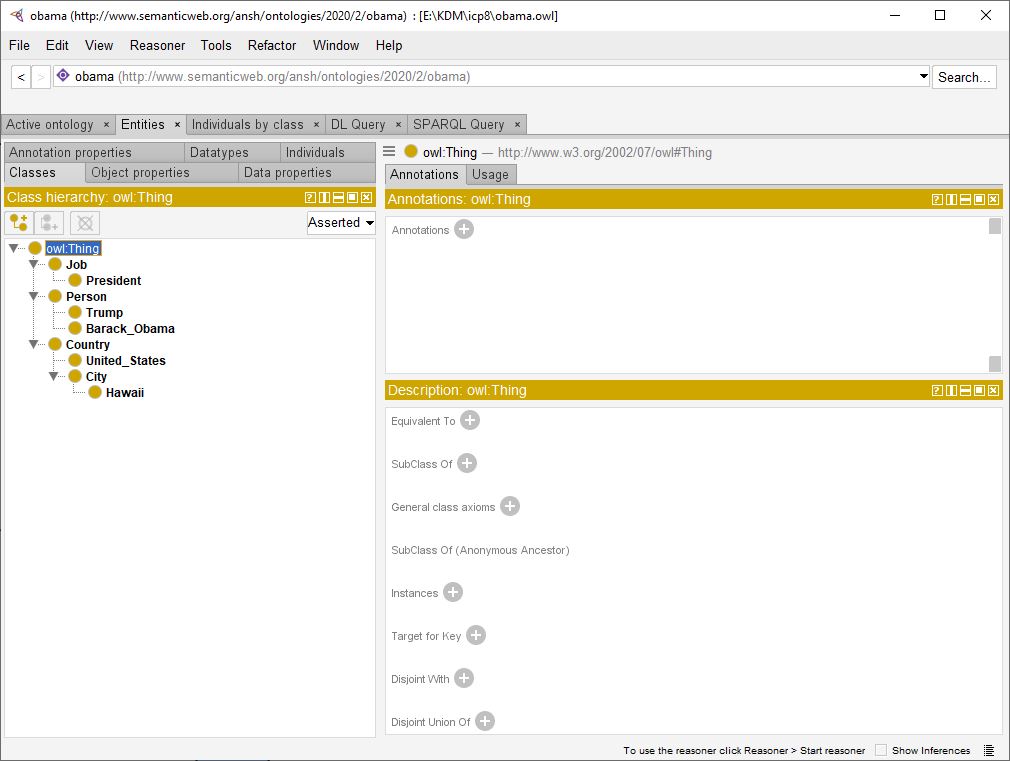 obama (http://www.semanticweb.org/ansh/ontologies/2020/2/obama) : [E:\KDM\icp8\obama.owl]
File Edit View Reasoner Tools Refactor Window Help
< > obama (http://www.semanticweb.org/ansh/ontologies/2020/2/obama) Search...
Active ontology × Entities × Individuals by class × DL Query × SPARQL Query ×
Annotation properties Datatypes Individuals
Classes Object properties Data properties
Class hierarchy: owl:Thing
Asserted
owl:Thing
Job
President
Person
Trump
Barack_Obama
Country
United_States
City
Hawaii
owl:Thing — http://www.w3.org/2002/07/owl#Thing
Annotations Usage
Annotations: owl:Thing
Annotations
Description: owl:Thing
Equivalent To
SubClass Of
General class axioms
SubClass Of (Anonymous Ancestor)
Instances
Target for Key
Disjoint With
Disjoint Union Of
To use the reasoner click Reasoner > Start reasoner Show Inferences